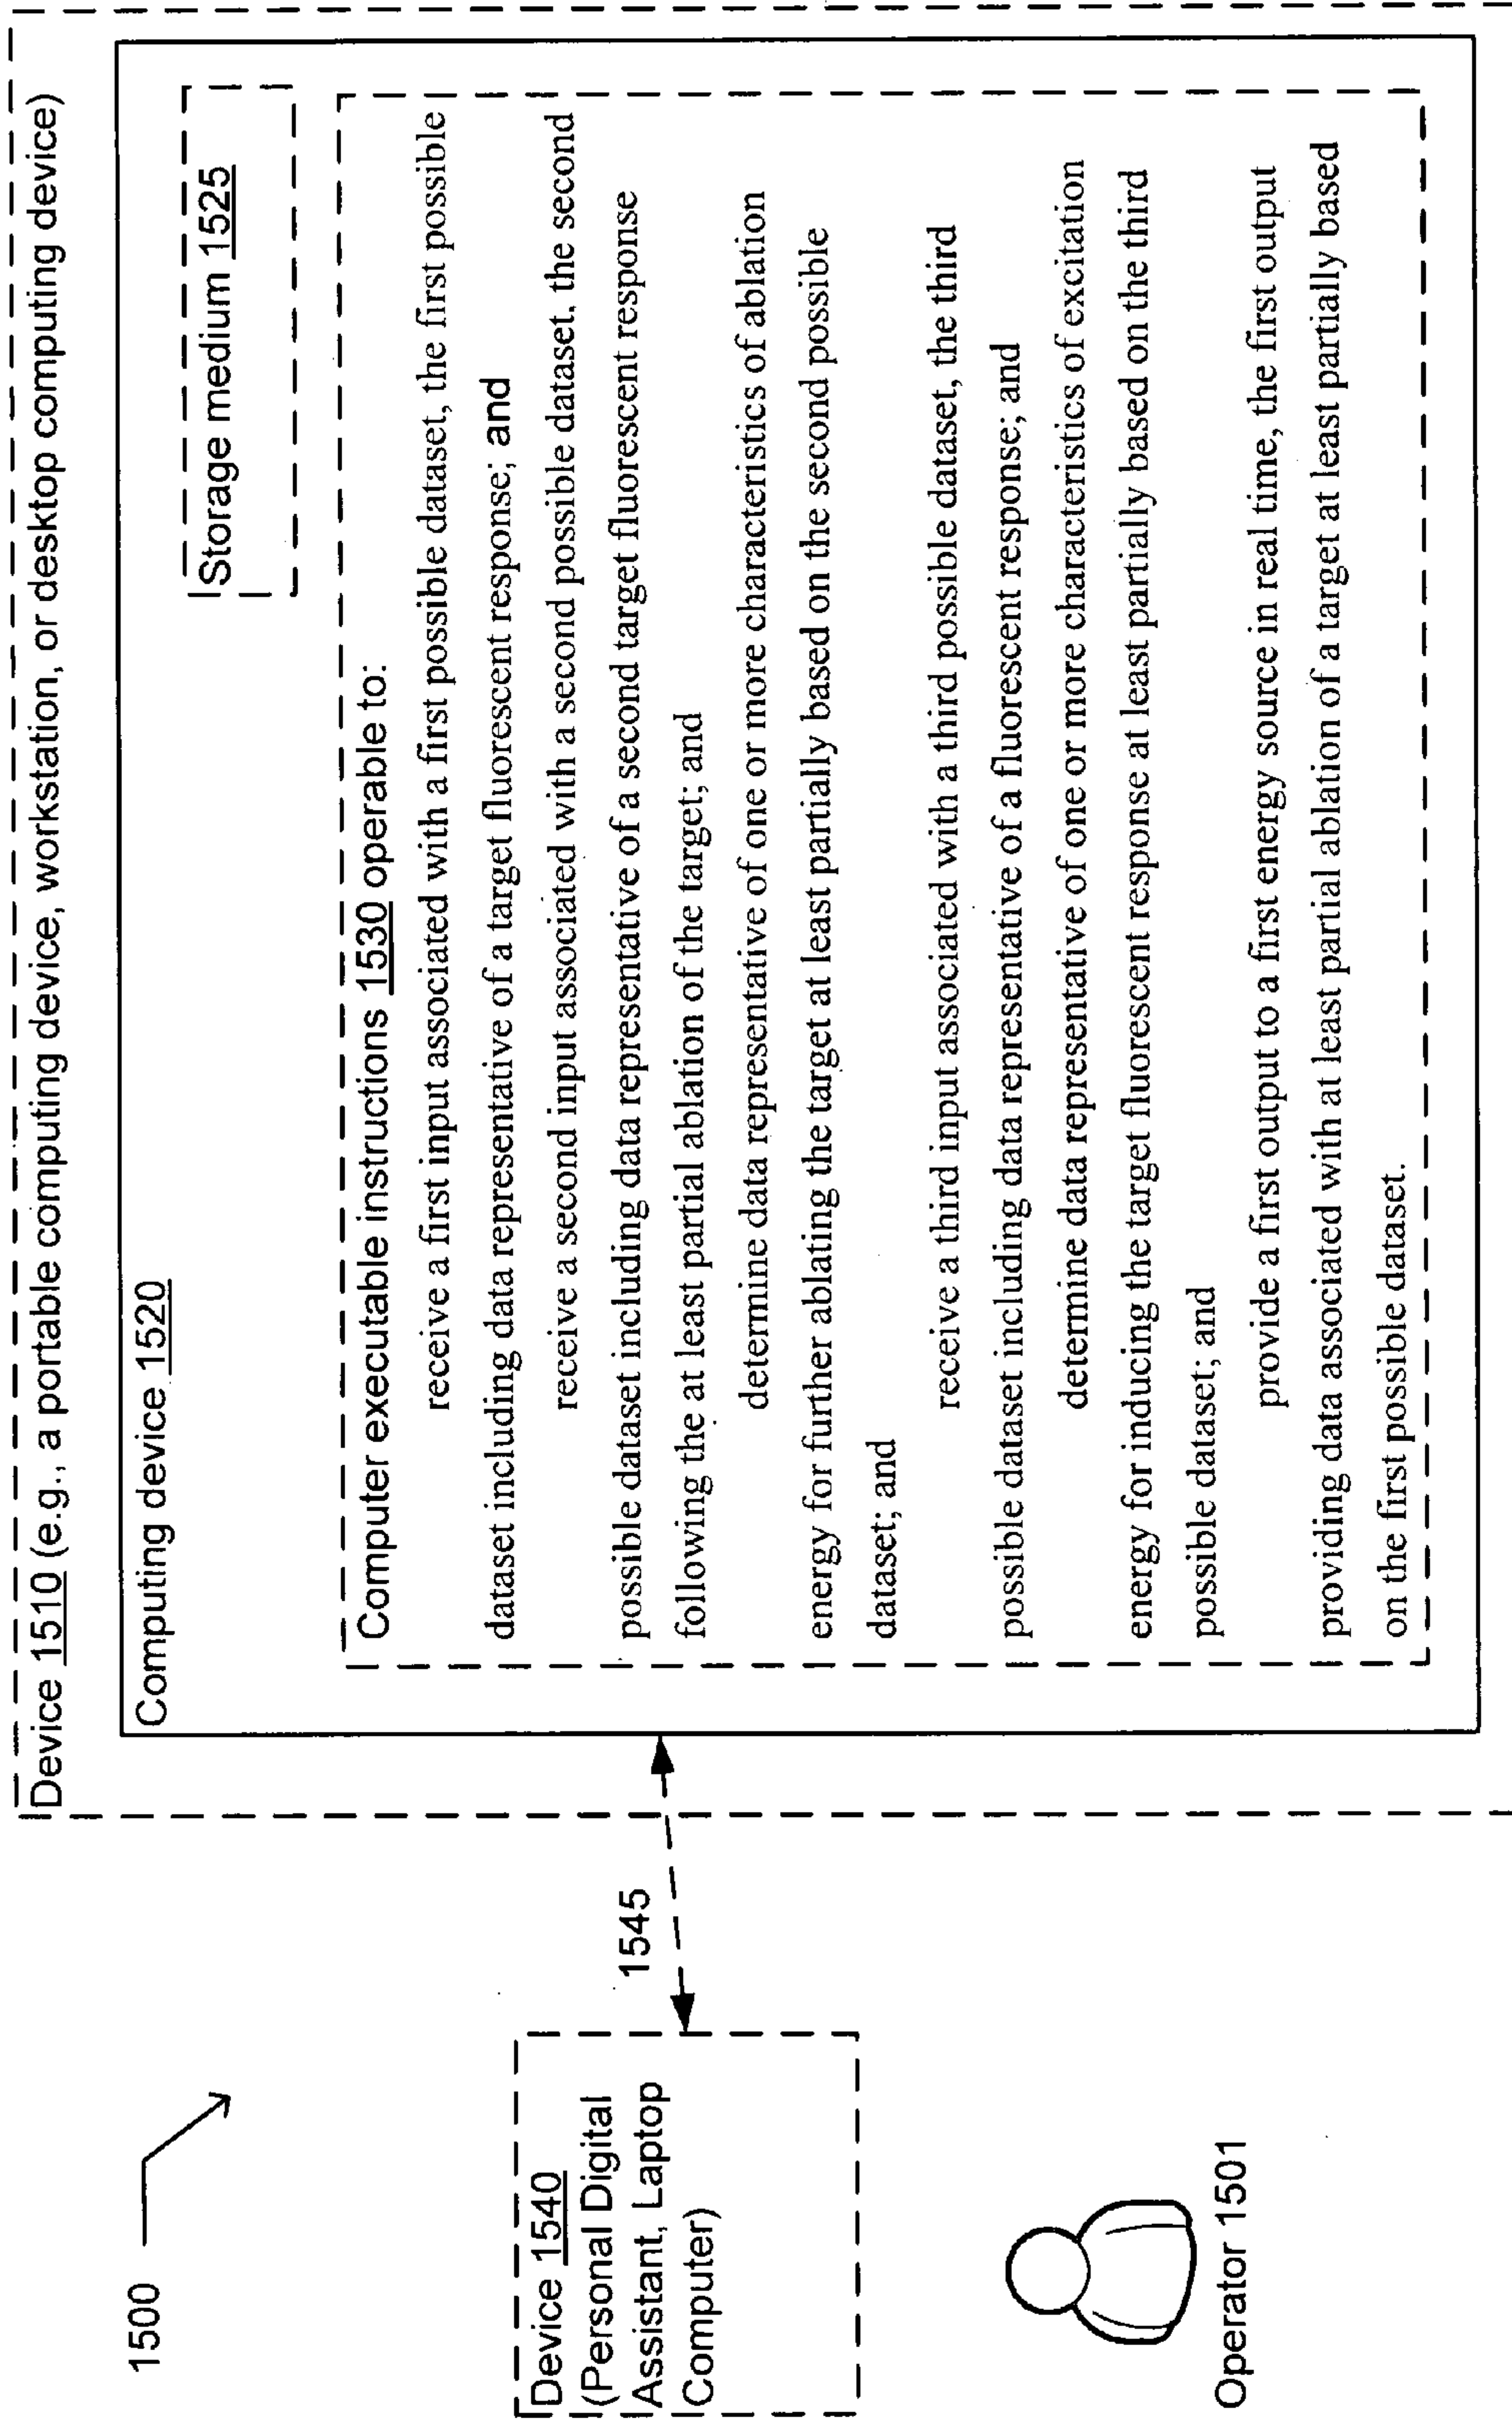 1500
Device 1510 (e.g., a portable computing device, workstation, or desktop computing device)
Computing device 1520
Storage medium 1525
Computer executable instructions 1530 operable to:
receive a first input associated with a first possible dataset, the first possible
dataset including data representative of a target fluorescent response; and
receive a second input associated with a second possible dataset, the second
possible dataset including data representative of a second target fluorescent response
following the at least partial ablation of the target; and
determine data representative of one or more characteristics of ablation
energy for further ablating the target at least partially based on the second possible
dataset; and
receive a third input associated with a third possible dataset, the third
possible dataset including data representative of a fluorescent response; and
determine data representative of one or more characteristics of excitation
energy for inducing the target fluorescent response at least partially based on the third
possible dataset; and
provide a first output to a first energy source in real time, the first output
providing data associated with at least partial ablation of a target at least partially based
on the first possible dataset.
1545
Device 1540
(Personal Digital
Assistant, Laptop
Computer)
Operator 1501